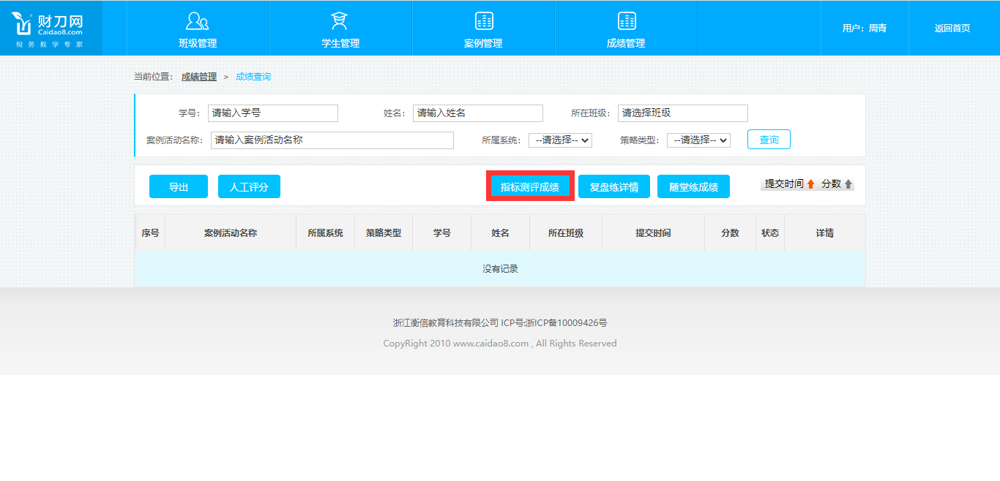 财刀网
Caidao8.com
税 务 教 学 专 家
班级管理
学生管理
案例管理
成绩管理
用户：周青
返回首页
当前位置： 成绩管理 > 成绩查询
学号： 请输入学号 姓名： 请输入姓名 所在班级： 请选择班级
案例活动名称： 请输入案例活动名称 所属系统： --请选择-- 策略类型： --请选择-- 查询
导出 人工评分 指标测评成绩 复盘练详情 随堂练成绩 提交时间 分数
序号 案例活动名称 所属系统 策略类型 学号 姓名 所在班级 提交时间 分数 状态 详情
没有记录
浙江衡信教育科技有限公司 ICP号:浙ICP备10009426号
CopyRight 2010 www.caidao8.com , All Rights Reserved